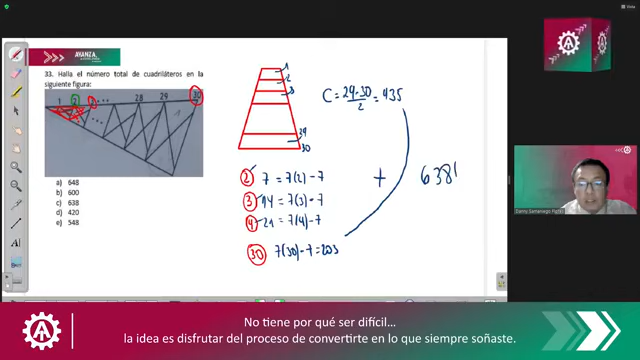 AVANZA
33. Halla el número total de cuadriláteros en la
siguiente figura:
1 2 3 ... 28 29 30
a) 648
b) 600
c) 638
d) 420
e) 548
1
2
3
29
30
C = 29·30/2 = 435
2 7 = 7(2) - 7
3 14 = 7(3) - 7
4 21 = 7(4) - 7
30 7(30) - 7 = 203
+ 638
No tiene por qué ser difícil...
la idea es disfrutar del proceso de convertirte en lo que siempre soñaste.